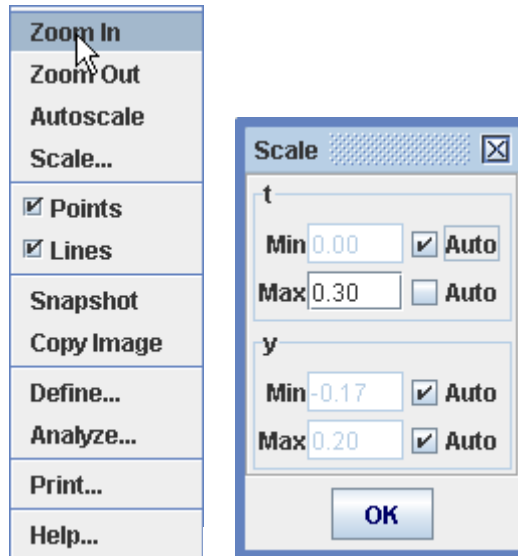 Zoom In
Zoom Out
Autoscale
Scale...
Points
Lines
Snapshot
Copy Image
Define...
Analyze...
Print...
Help...
Scale
t
Min 0.00 Auto
Max 0.30 Auto
y
Min -0.17 Auto
Max 0.20 Auto
OK